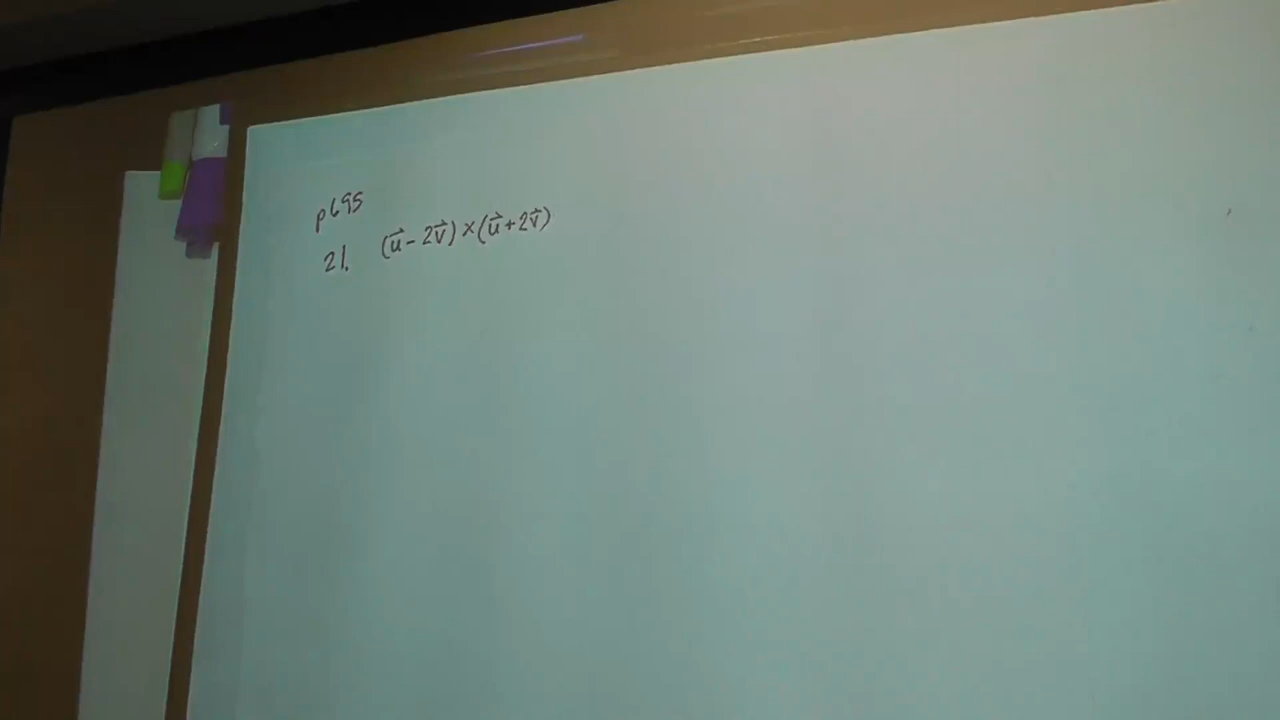 p695
21. (u⃗ - 2v⃗) × (u⃗ + 2v⃗)